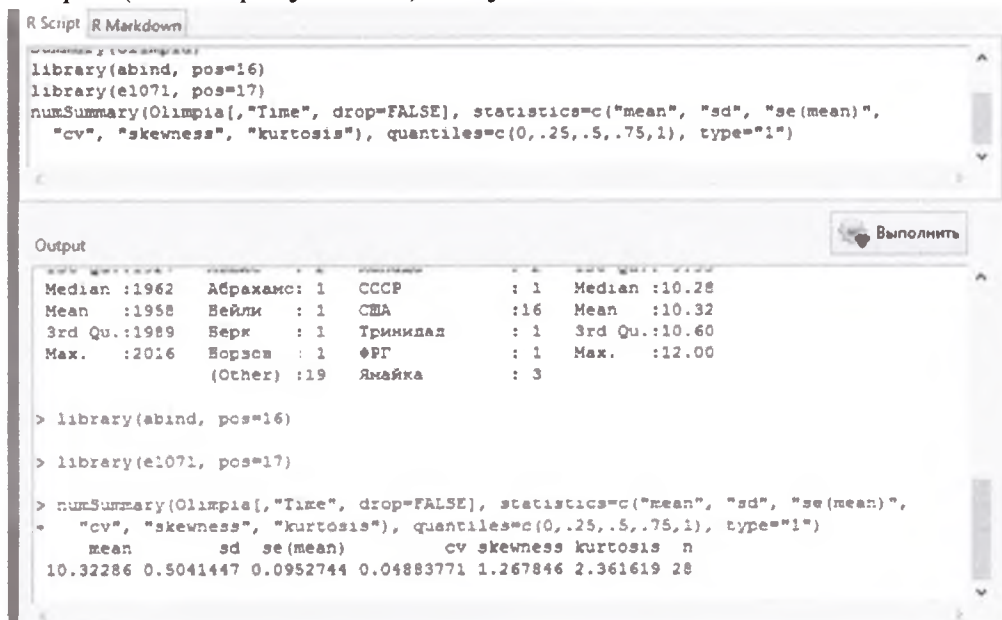 R Script R Markdown
library(abind, pos=16)
library(e1071, pos=17)
numSummary(Olimpia[,"Time", drop=FALSE], statistics=c("mean", "sd", "se(mean)",
"cv", "skewness", "kurtosis"), quantiles=c(0,.25,.5,.75,1), type="1")
Выполнить
Output
Median :1962 Абрахамс: 1 СССР : 1 Median :10.28
Mean :1958 Бейли : 1 США :16 Mean :10.32
3rd Qu.:1989 Берк : 1 Тринидад : 1 3rd Qu.:10.60
Max. :2016 Борзов : 1 ФРГ : 1 Max. :12.00
(Other) :19 Ямайка : 3
> library(abind, pos=16)
> library(e1071, pos=17)
> numSummary(Olimpia[,"Time", drop=FALSE], statistics=c("mean", "sd", "se(mean)",
+ "cv", "skewness", "kurtosis"), quantiles=c(0,.25,.5,.75,1), type="1")
mean sd se(mean) cv skewness kurtosis n
10.32286 0.5041447 0.0952744 0.04883771 1.267846 2.361619 28